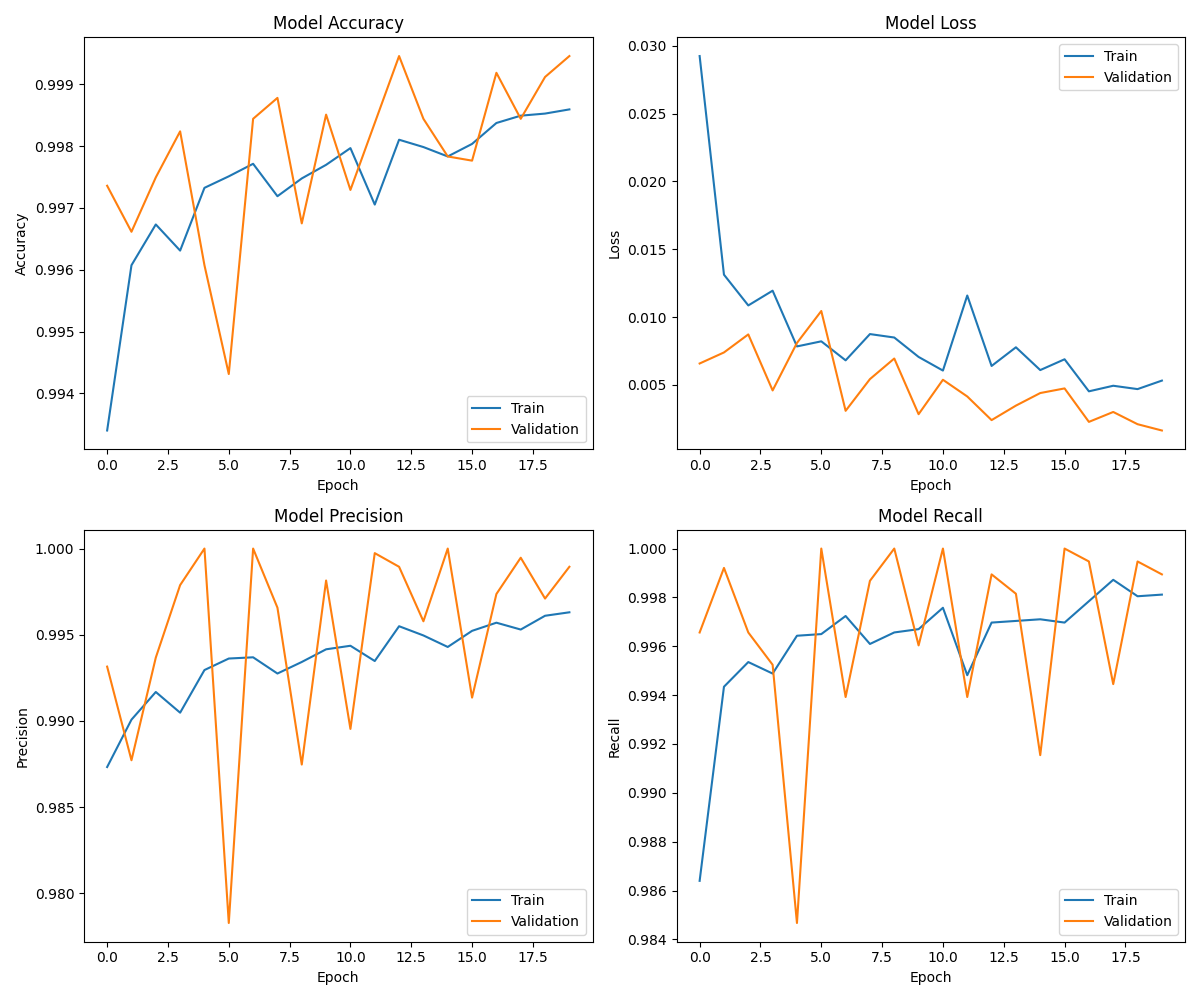 Model Accuracy
0.999
0.998
0.997
0.996
0.995
0.994
Accuracy
Train
Validation
0.0 2.5 5.0 7.5 10.0 12.5 15.0 17.5
Epoch
Model Loss
0.030
0.025
0.020
0.015
0.010
0.005
Loss
Train
Validation
0.0 2.5 5.0 7.5 10.0 12.5 15.0 17.5
Epoch
Model Precision
1.000
0.995
0.990
0.985
0.980
Precision
Train
Validation
0.0 2.5 5.0 7.5 10.0 12.5 15.0 17.5
Epoch
Model Recall
1.000
0.998
0.996
0.994
0.992
0.990
0.988
0.986
0.984
Recall
Train
Validation
0.0 2.5 5.0 7.5 10.0 12.5 15.0 17.5
Epoch